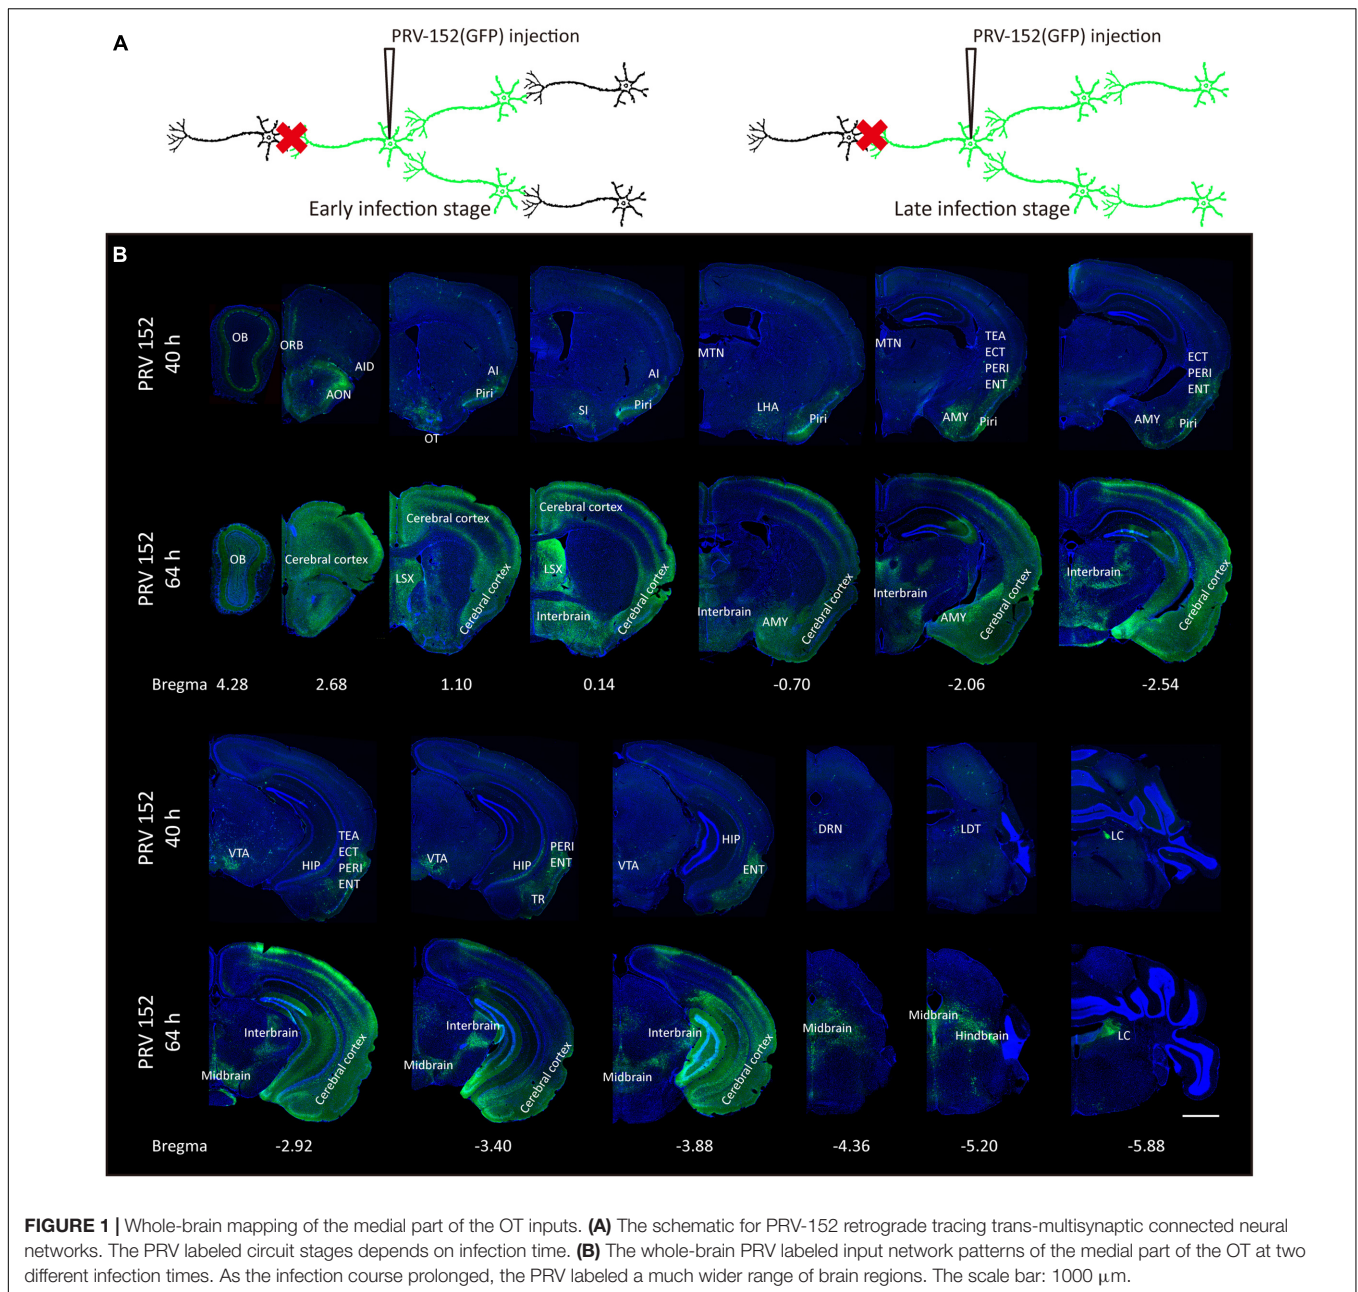 A
PRV-152(GFP) injection
PRV-152(GFP) injection
Early infection stage
Late infection stage
B
PRV 152
40 h
OB
ORB
AID
AON
AI
Piri
OT
AI
Piri
SI
MTN
LHA
Piri
MTN
TEA
ECT
PERI
ENT
AMY
Piri
ECT
PERI
ENT
AMY
Piri
PRV 152
64 h
OB
Cerebral cortex
Cerebral cortex
LSX
Cerebral cortex
Cerebral cortex
LSX
Interbrain
Cerebral cortex
Interbrain
AMY
Cerebral cortex
Interbrain
AMY
Cerebral cortex
Interbrain
Cerebral cortex
Bregma 4.28 2.68 1.10 0.14 -0.70 -2.06 -2.54
PRV 152
40 h
VTA
HIP
TEA
ECT
PERI
ENT
VTA
HIP
PERI
ENT
TR
VTA
HIP
ENT
DRN
LDT
LC
PRV 152
64 h
Interbrain
Midbrain
Cerebral cortex
Interbrain
Midbrain
Cerebral cortex
Interbrain
Midbrain
Cerebral cortex
Midbrain
Midbrain
Hindbrain
LC
Bregma -2.92 -3.40 -3.88 -4.36 -5.20 -5.88
FIGURE 1 | Whole-brain mapping of the medial part of the OT inputs. (A) The schematic for PRV-152 retrograde tracing trans-multisynaptic connected neural
networks. The PRV labeled circuit stages depends on infection time. (B) The whole-brain PRV labeled input network patterns of the medial part of the OT at two
different infection times. As the infection course prolonged, the PRV labeled a much wider range of brain regions. The scale bar: 1000 μm.